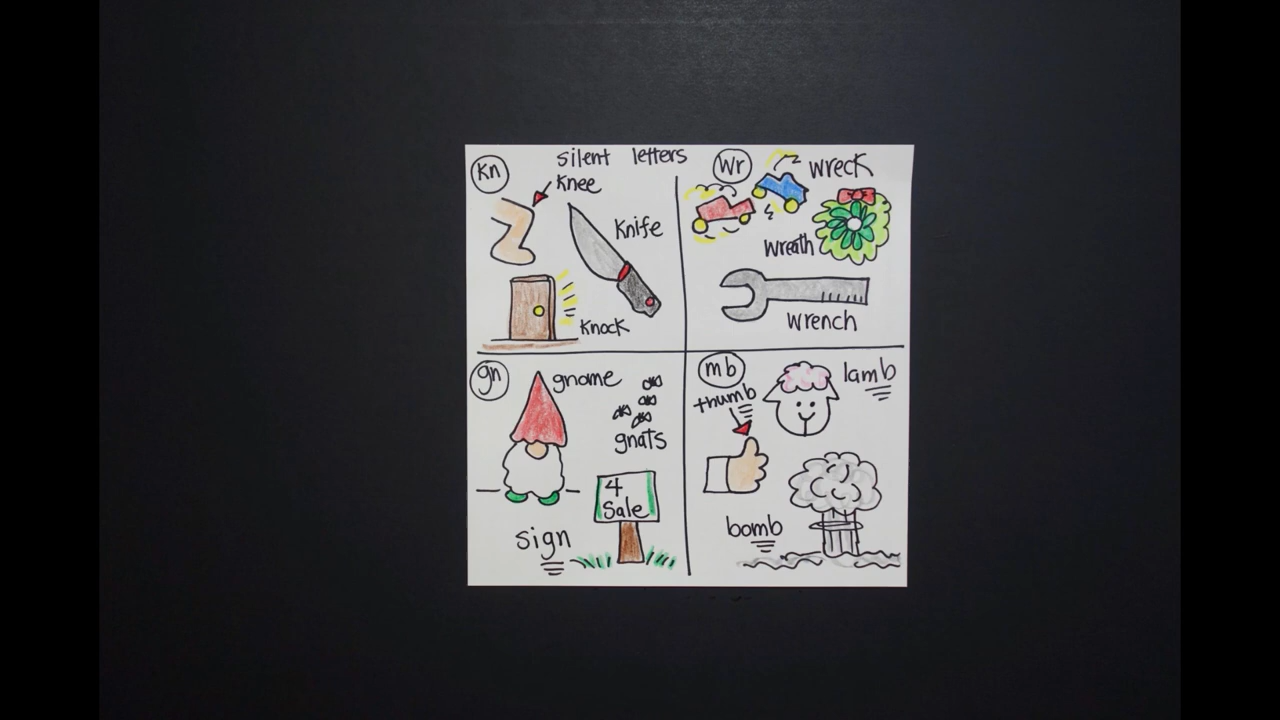 silent letters
kn
knee
knife
knock
wr
wreck
wreath
wrench
gn
gnome
gnats
4
Sale
sign
mb
thumb
lamb
bomb